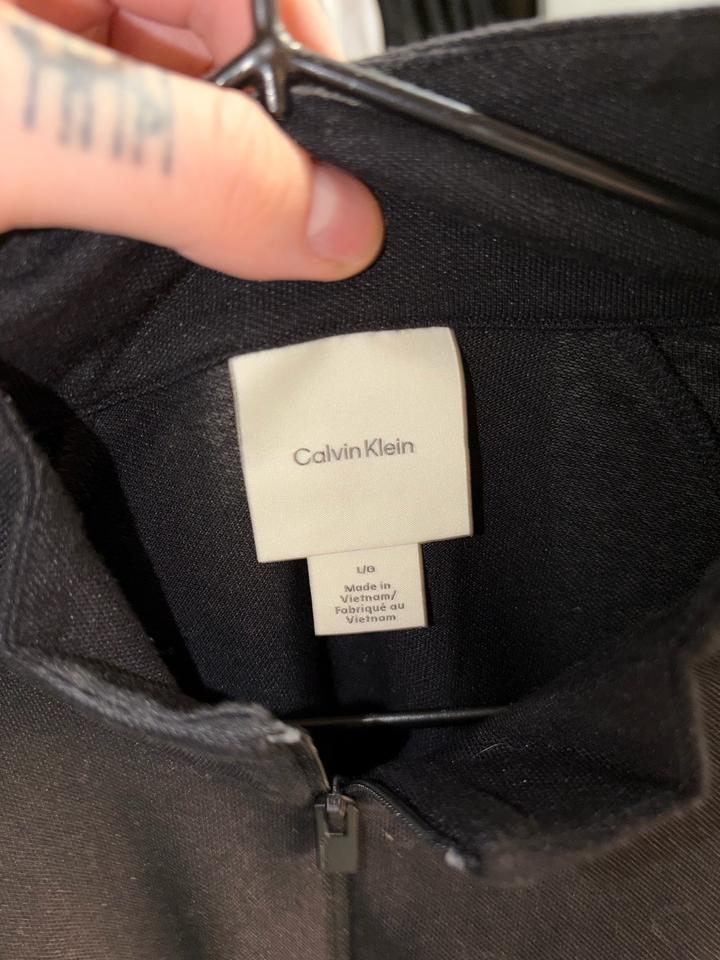 Calvin Klein
L/G
Made in
Vietnam/
Fabriqué au
Vietnam